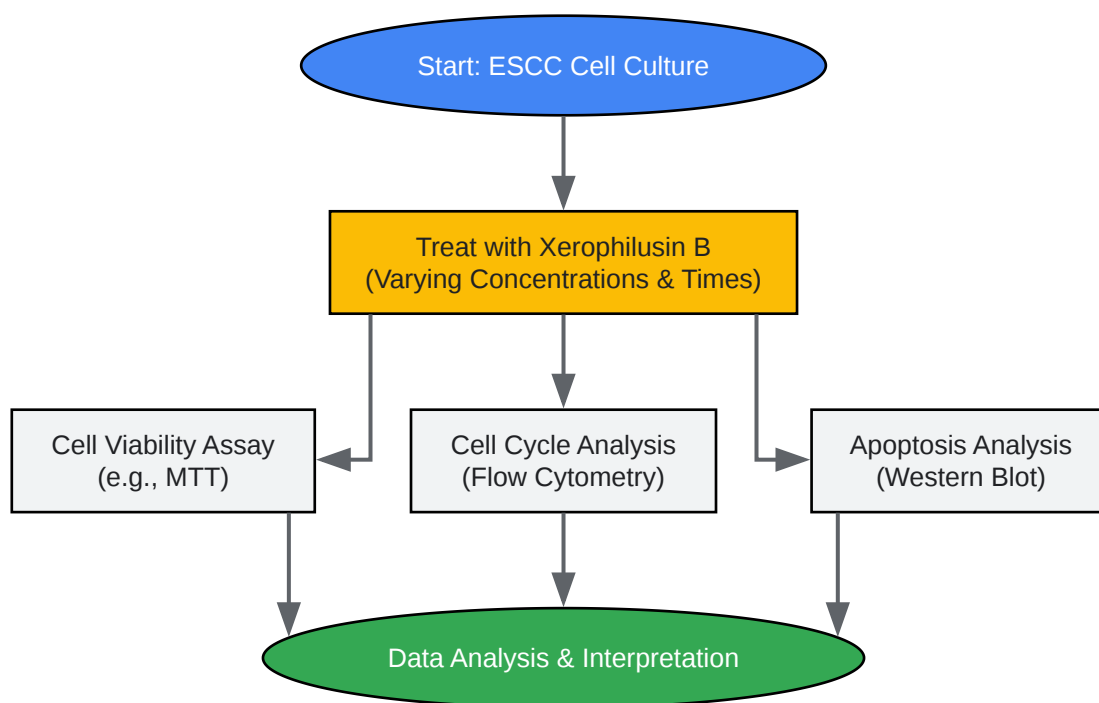 Start: ESCC Cell Culture
Treat with Xerophilusin B
(Varying Concentrations & Times)
Cell Viability Assay
(e.g., MTT)
Cell Cycle Analysis
(Flow Cytometry)
Apoptosis Analysis
(Western Blot)
Data Analysis & Interpretation